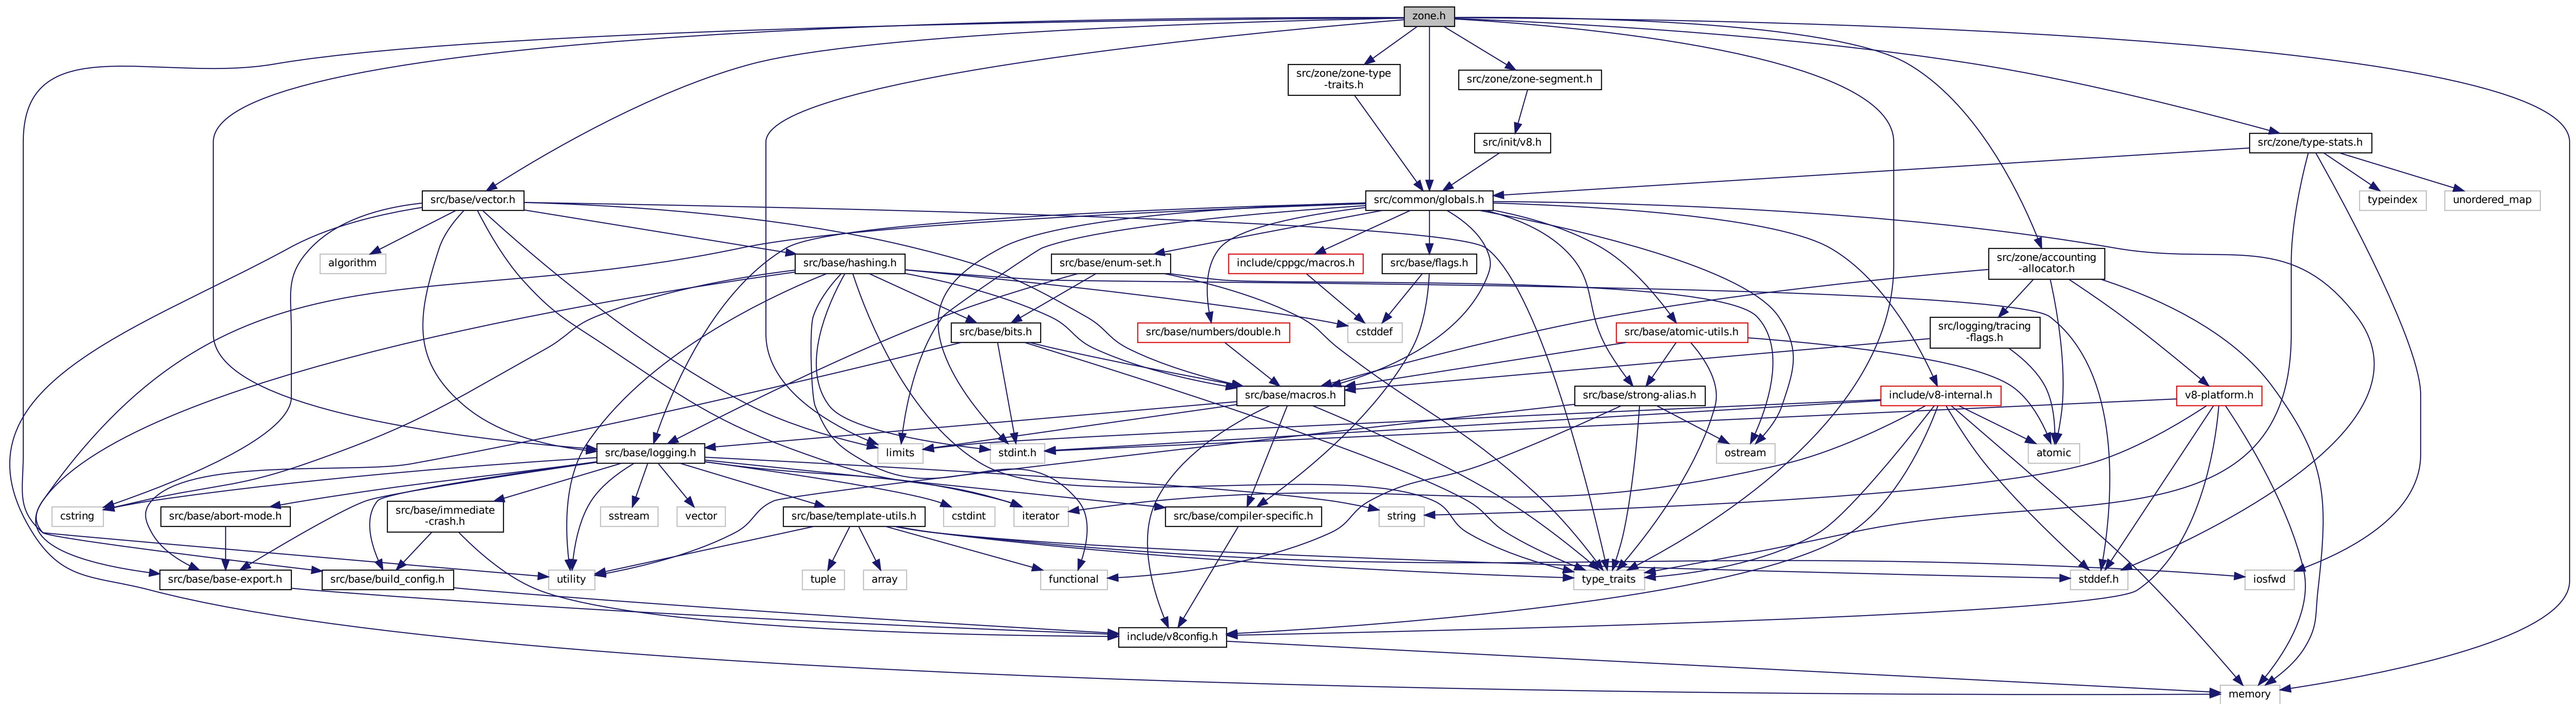 zone.h
src/zone/zone-type
-traits.h
src/zone/zone-segment.h
src/init/v8.h
src/zone/type-stats.h
src/base/vector.h
src/common/globals.h
typeindex
unordered_map
algorithm
src/base/hashing.h
src/base/enum-set.h
include/cppgc/macros.h
src/base/flags.h
src/zone/accounting
-allocator.h
src/base/bits.h
src/base/numbers/double.h
cstddef
src/base/atomic-utils.h
src/logging/tracing
-flags.h
src/base/macros.h
src/base/strong-alias.h
include/v8-internal.h
v8-platform.h
src/base/logging.h
limits
stdint.h
ostream
atomic
cstring
src/base/abort-mode.h
src/base/immediate
-crash.h
sstream
vector
src/base/template-utils.h
cstdint
iterator
src/base/compiler-specific.h
string
src/base/base-export.h
src/base/build_config.h
utility
tuple
array
functional
type_traits
stddef.h
iosfwd
include/v8config.h
memory